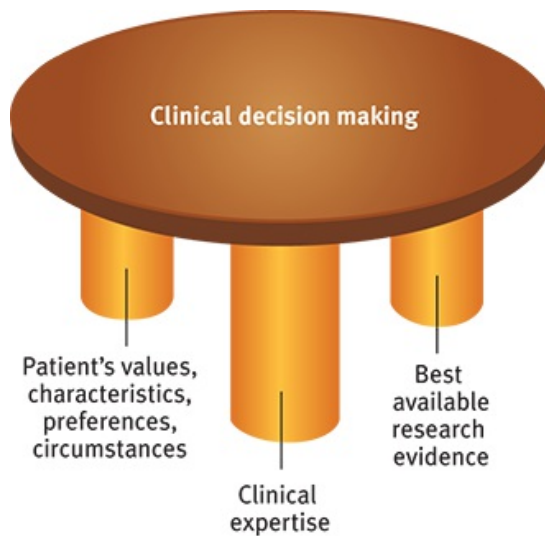 Clinical decision making
Patient’s values,
characteristics,
preferences,
circumstances
Clinical
expertise
Best
available
research
evidence